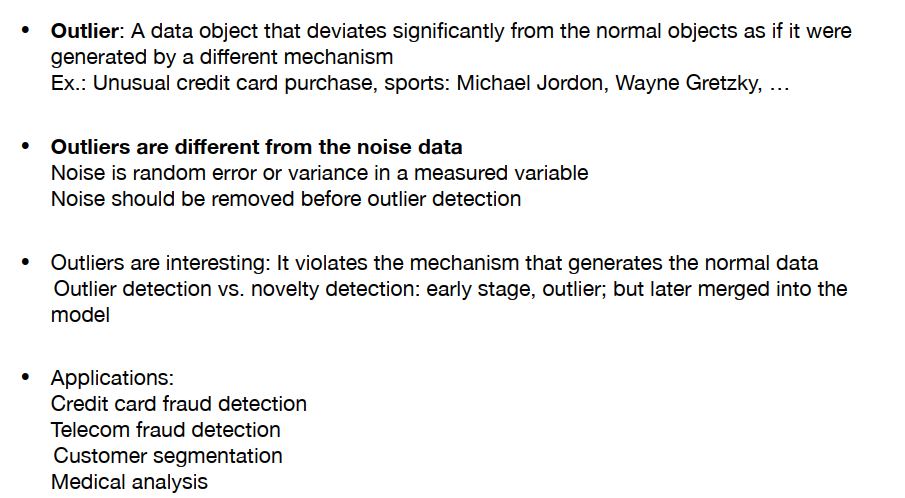 • Outlier: A data object that deviates significantly from the normal objects as if it were
generated by a different mechanism
Ex.: Unusual credit card purchase, sports: Michael Jordon, Wayne Gretzky, …
• Outliers are different from the noise data
Noise is random error or variance in a measured variable
Noise should be removed before outlier detection
• Outliers are interesting: It violates the mechanism that generates the normal data
Outlier detection vs. novelty detection: early stage, outlier; but later merged into the
model
• Applications:
Credit card fraud detection
Telecom fraud detection
Customer segmentation
Medical analysis